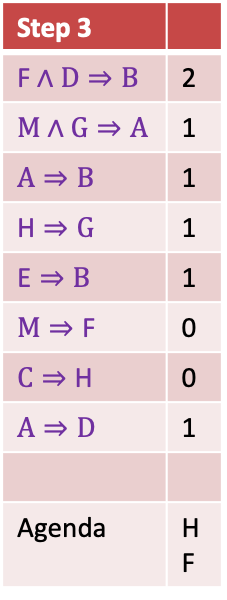 Step 3
F ∧ D ⇒ B 2
M ∧ G ⇒ A 1
A ⇒ B 1
H ⇒ G 1
E ⇒ B 1
M ⇒ F 0
C ⇒ H 0
A ⇒ D 1
Agenda H
F